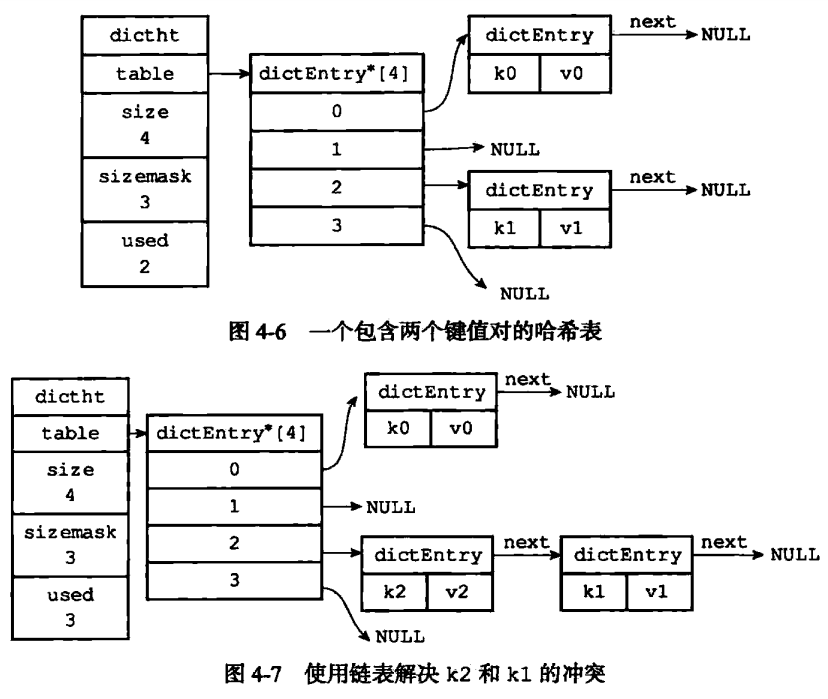 dictht
table
size
4
sizemask
3
used
2
dictEntry*[4]
0
1
2
3
dictEntry
k0 v0
next
NULL
NULL
dictEntry
k1 v1
next
NULL
NULL
图 4-6 一个包含两个键值对的哈希表
dictht
table
size
4
sizemask
3
used
3
dictEntry*[4]
0
1
2
3
dictEntry
k0 v0
next
NULL
NULL
dictEntry
k2 v2
next
dictEntry
k1 v1
next
NULL
NULL
图 4-7 使用链表解决 k2 和 k1 的冲突